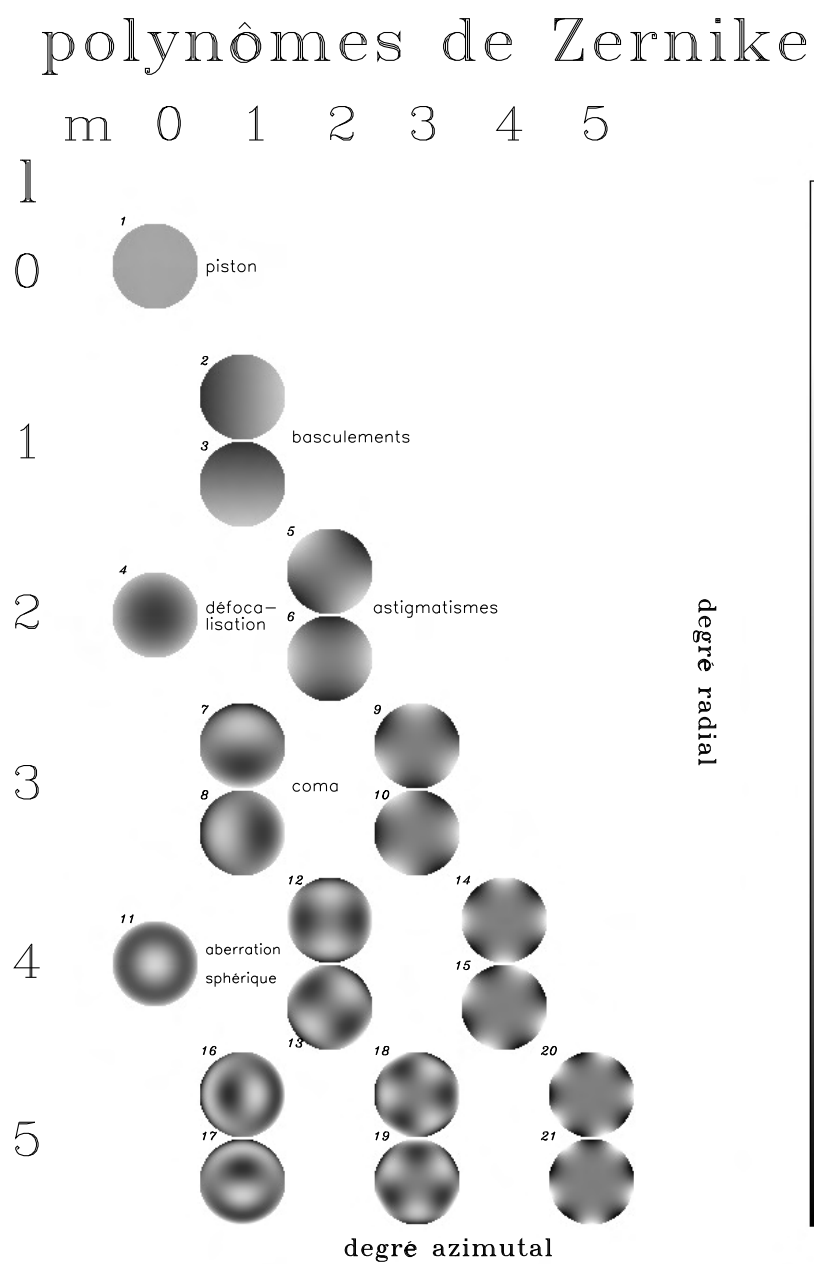 polynômes de Zernike
m 0 1 2 3 4 5
l
1
0 piston
2
3
1 basculements
5
4
2 défoca-
lisation
6
astigmatismes
7
9
8
10
3 coma
12
14
11
4 aberration
sphérique
15
13
16
18
20
5
17
19
21
degré radial
degré azimutal